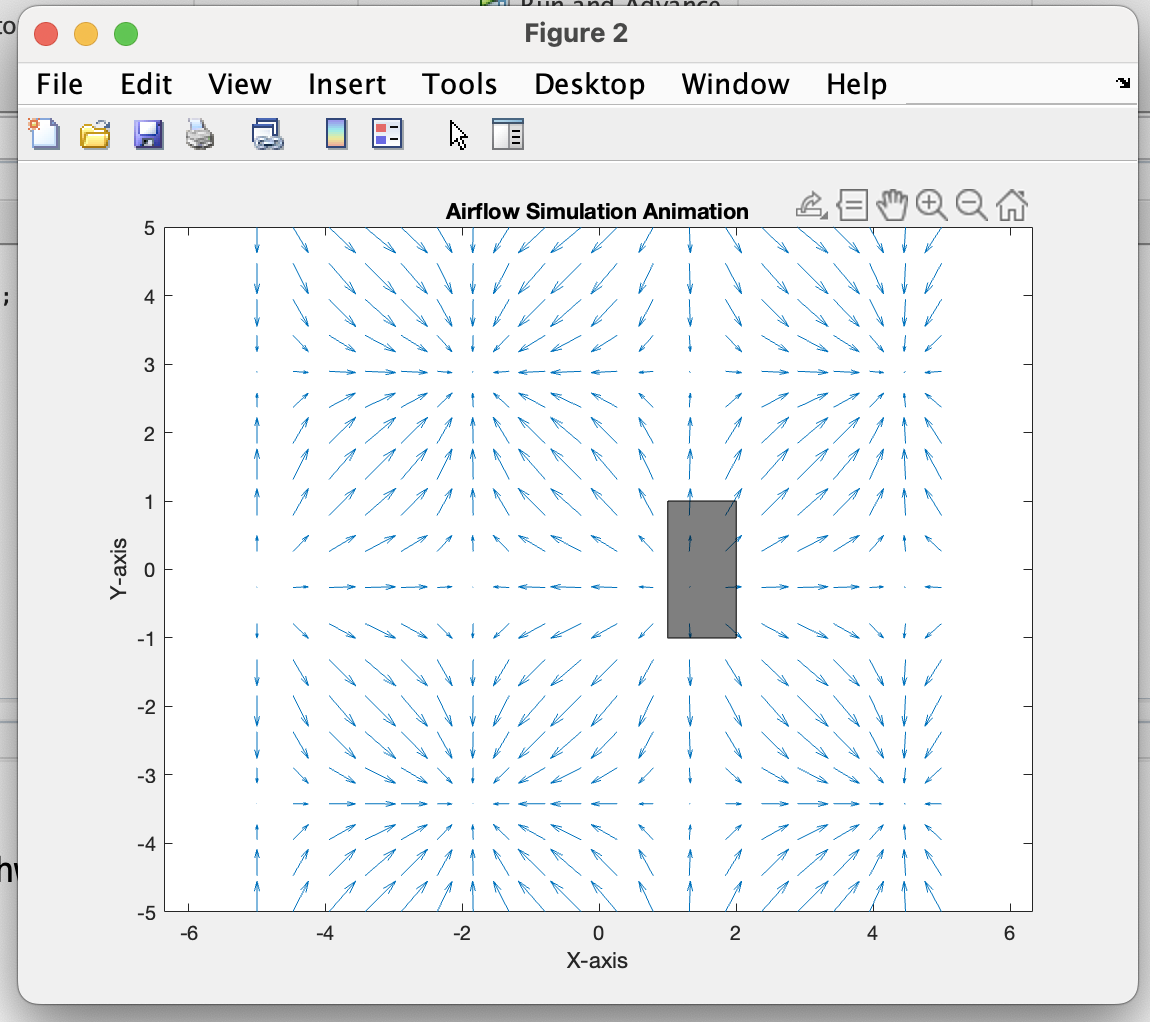 Run and Advance
to
Figure 2
File Edit View Insert Tools Desktop Window Help
;
Airflow Simulation Animation
5
4
3
2
1
0
-1
-2
-3
-4
-5
Y-axis
-6 -4 -2 0 2 4 6
X-axis